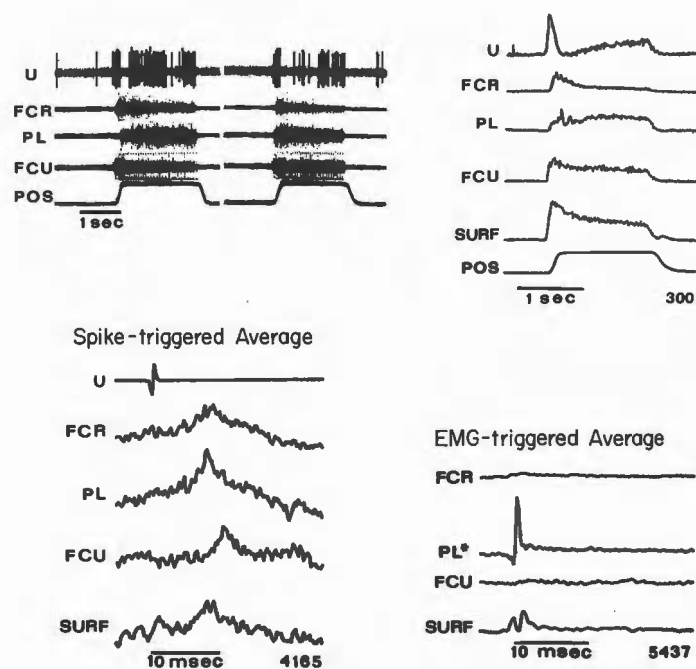 U
FCR
PL
FCU
POS
1 sec
U
FCR
PL
FCU
SURF
POS
1 sec
300
Spike-triggered Average
U
FCR
PL
FCU
SURF
10 msec
4165
EMG-triggered Average
FCR
PL*
FCU
SURF
10 msec
5437